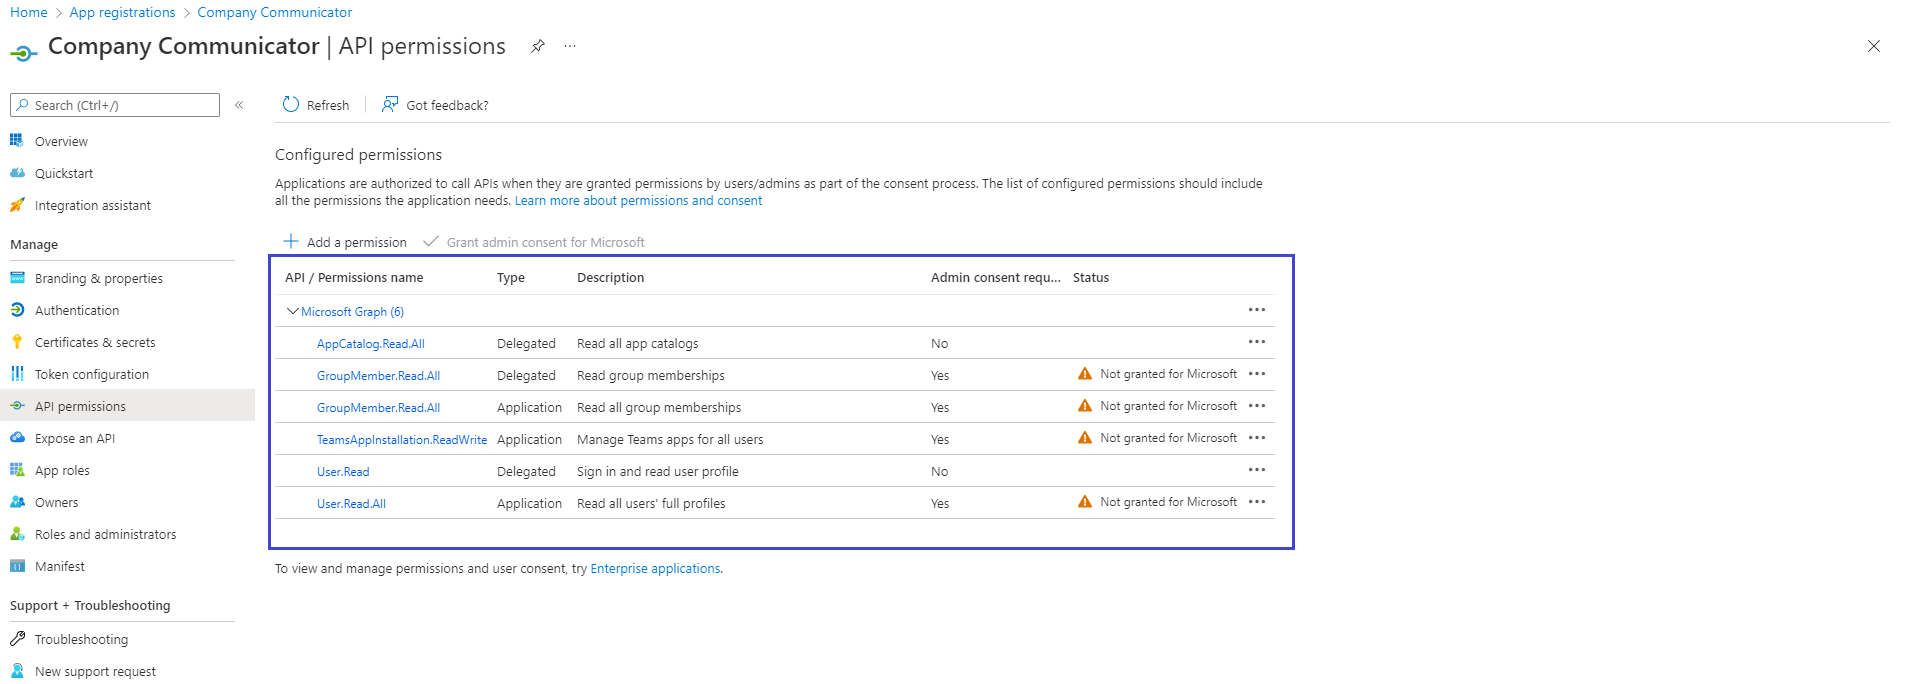 Home > App registrations > Company Communicator
Company Communicator | API permissions
Search (Ctrl+/)
Refresh
Got feedback?
Overview
Quickstart
Integration assistant
Manage
Branding & properties
Authentication
Certificates & secrets
Token configuration
API permissions
Expose an API
App roles
Owners
Roles and administrators
Manifest
Support + Troubleshooting
Troubleshooting
New support request
Configured permissions
Applications are authorized to call APIs when they are granted permissions by users/admins as part of the consent process. The list of configured permissions should include
all the permissions the application needs. Learn more about permissions and consent
Add a permission Grant admin consent for Microsoft
API / Permissions name Type Description Admin consent requ... Status
Microsoft Graph (6)
AppCatalog.Read.All Delegated Read all app catalogs No
GroupMember.Read.All Delegated Read group memberships Yes Not granted for Microsoft
GroupMember.Read.All Application Read all group memberships Yes Not granted for Microsoft
TeamsAppInstallation.ReadWrite Application Manage Teams apps for all users Yes Not granted for Microsoft
User.Read Delegated Sign in and read user profile No
User.Read.All Application Read all users' full profiles Yes Not granted for Microsoft
To view and manage permissions and user consent, try Enterprise applications.